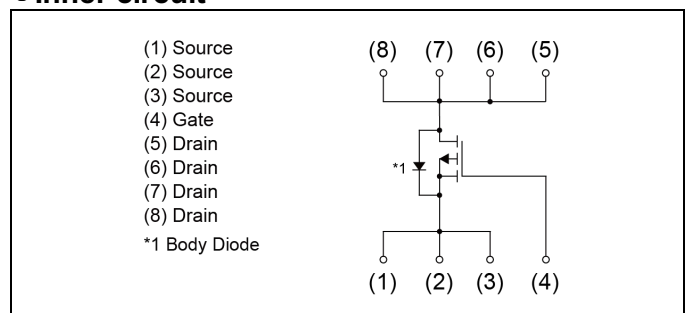 Inner circuit
(1) Source
(2) Source
(3) Source
(4) Gate
(5) Drain
(6) Drain
(7) Drain
(8) Drain
*1 Body Diode
(8) (7) (6) (5)
*1
(1) (2) (3) (4)